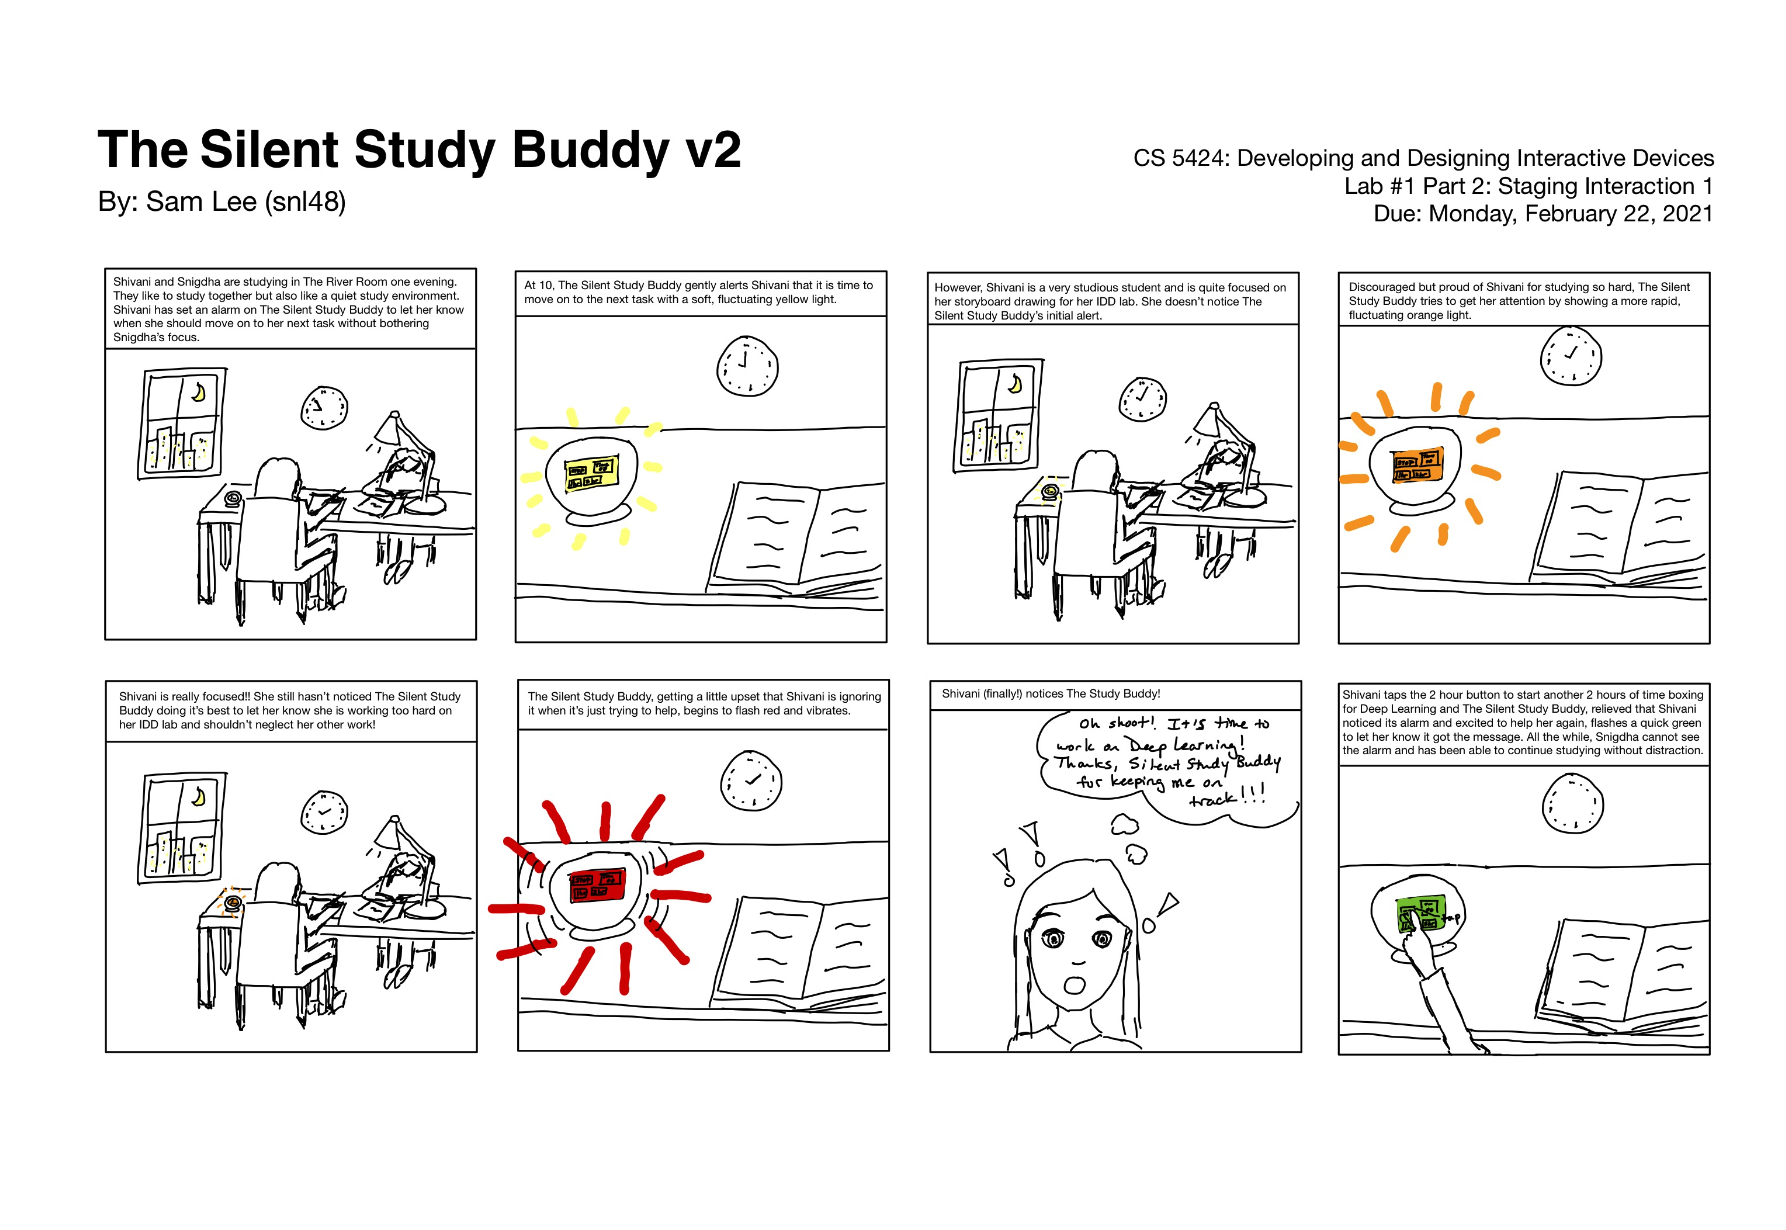 The Silent Study Buddy v2
By: Sam Lee (snl48)
CS 5424: Developing and Designing Interactive Devices
Lab #1 Part 2: Staging Interaction 1
Due: Monday, February 22, 2021
Shivani and Snigdha are studying in The River Room one evening.
They like to study together but also like a quiet study environment.
Shivani has set an alarm on The Silent Study Buddy to let her know
when she should move on to her next task without bothering
Snigdha's focus.
At 10, The Silent Study Buddy gently alerts Shivani that it is time to
move on to the next task with a soft, fluctuating yellow light.
However, Shivani is a very studious student and is quite focused on
her storyboard drawing for her IDD lab. She doesn't notice The
Silent Study Buddy's initial alert.
Discouraged but proud of Shivani for studying so hard, The Silent
Study Buddy tries to get her attention by showing a more rapid,
fluctuating orange light.
Shivani is really focused!! She still hasn't noticed The Silent Study
Buddy doing it's best to let her know she is working too hard on
her IDD lab and shouldn't neglect her other work!
The Silent Study Buddy, getting a little upset that Shivani is ignoring
it when it's just trying to help, begins to flash red and vibrates.
Shivani (finally!) notices The Study Buddy!
Oh shoot! It's time to
work on Deep Learning!
Thanks, Silent Study Buddy
for keeping me on
track!!!
Shivani taps the 2 hour button to start another 2 hours of time boxing
for Deep Learning and The Silent Study Buddy, relieved that Shivani
noticed its alarm and excited to help her again, flashes a quick green
to let her know it got the message. All the while, Snigdha cannot see
the alarm and has been able to continue studying without distraction.
tap